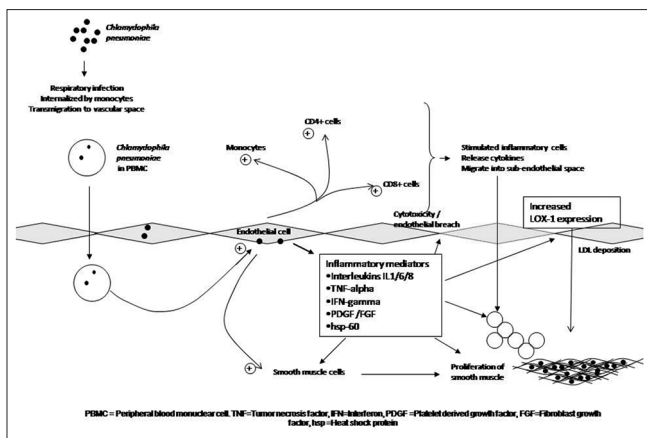 Chlamydophila
pneumoniae
Respiratory infection
Internalized by monocytes
Transmigration to vascular space
Chlamydophila
pneumoniae
in PBMC
Monocytes
CD4+ cells
CD8+ cells
Stimulated inflammatory cells
Release cytokines
Migrate into sub-endothelial space
Cytotoxicity /
endothelial breach
Increased
LOX-1 expression
Endothelial cell
LDL deposition
Inflammatory mediators
•Interleukins IL1/6/8
•TNF-alpha
•IFN-gamma
•PDGF/FGF
•hsp-60
Smooth muscle cells
Proliferation of
smooth muscle
PBMC = Peripheral blood monuclear cell. TNF=Tumor necrosis factor, IFN=Interferon, PDGF =Platelet derived growth factor, FGF=Fibroblast growth
factor, hsp =Heat shock protein